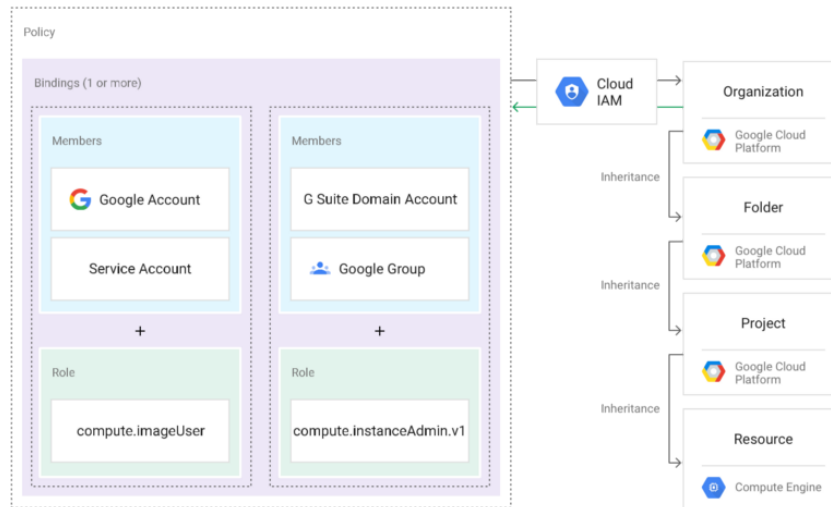 Policy
Bindings (1 or more)
Members
Google Account
Service Account
+
Role
compute.imageUser
Members
G Suite Domain Account
Google Group
+
Role
compute.instanceAdmin.v1
Cloud
IAM
Organization
Google Cloud
Platform
Inheritance
Folder
Google Cloud
Platform
Inheritance
Project
Google Cloud
Platform
Inheritance
Resource
Compute Engine